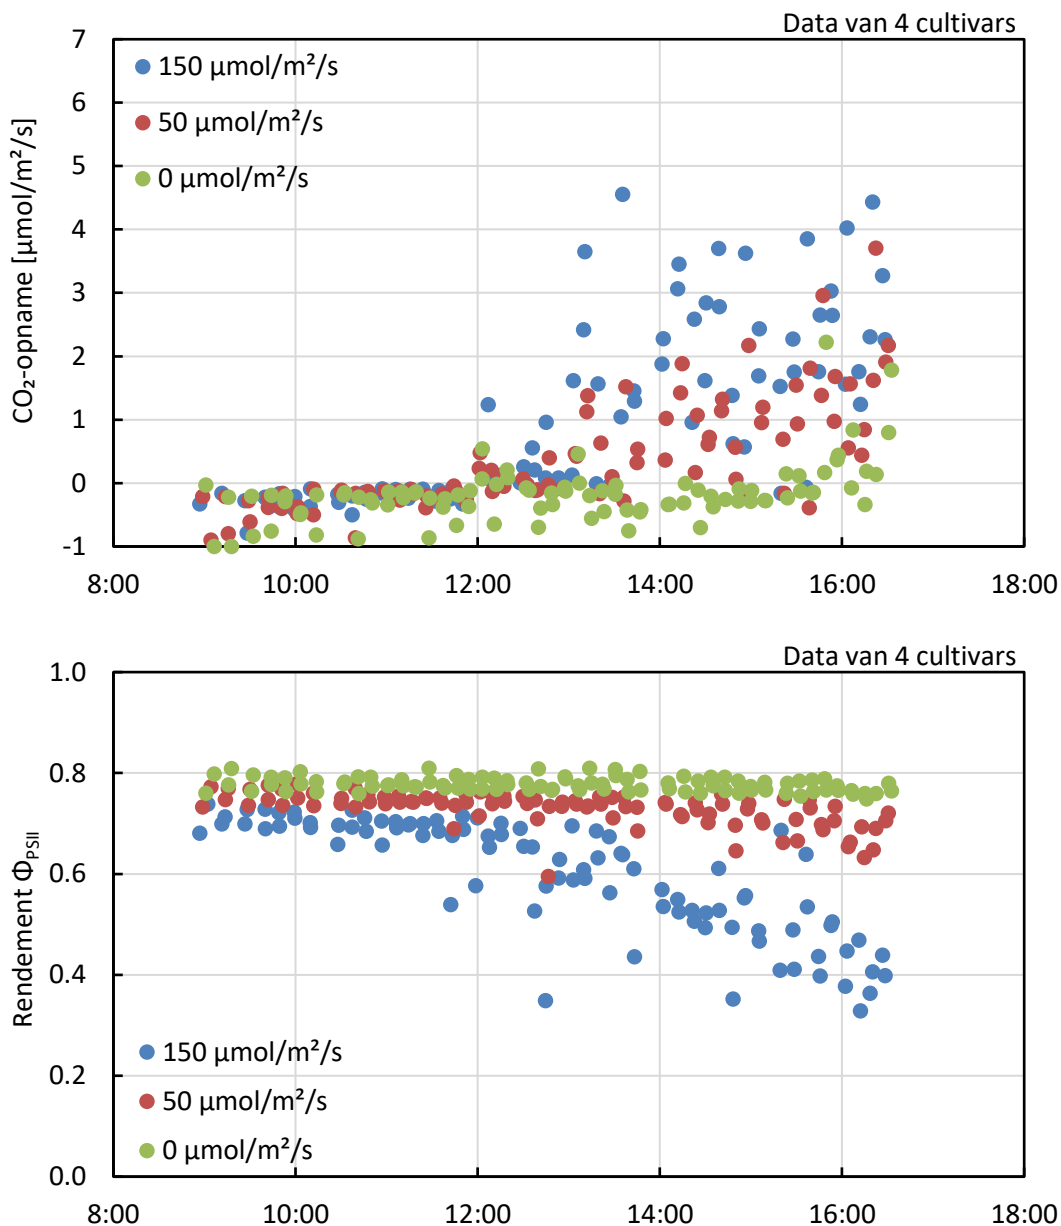 Data van 4 cultivars
7
6
5
4
3
2
1
0
-1
CO₂-opname [µmol/m²/s]
150 µmol/m²/s
50 µmol/m²/s
0 µmol/m²/s
8:00 10:00 12:00 14:00 16:00 18:00
Data van 4 cultivars
1.0
0.8
0.6
0.4
0.2
0.0
Rendement Φ_PSII
150 µmol/m²/s
50 µmol/m²/s
0 µmol/m²/s
8:00 10:00 12:00 14:00 16:00 18:00